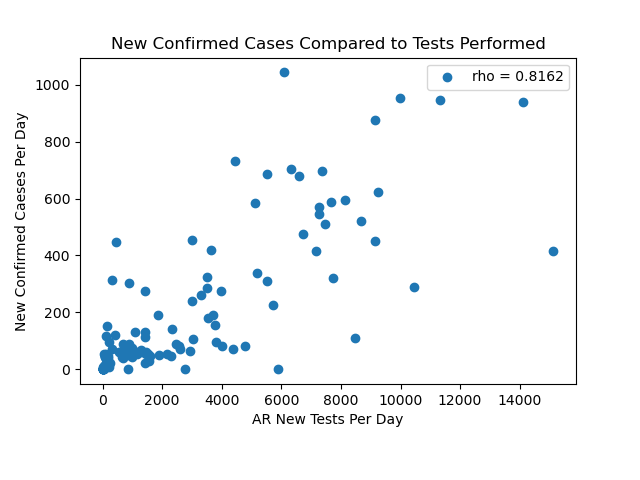 New Confirmed Cases Compared to Tests Performed
rho = 0.8162
New Confirmed Caeses Per Day
1000
800
600
400
200
0
0 2000 4000 6000 8000 10000 12000 14000
AR New Tests Per Day